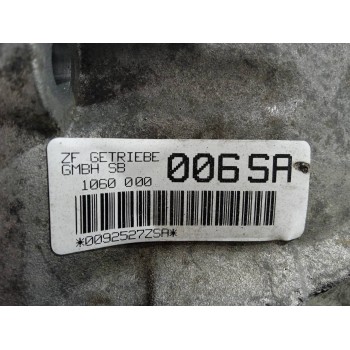 ZF GETRIEBE
GMBH SB
1060 000
006SA
*0092527ZSA*